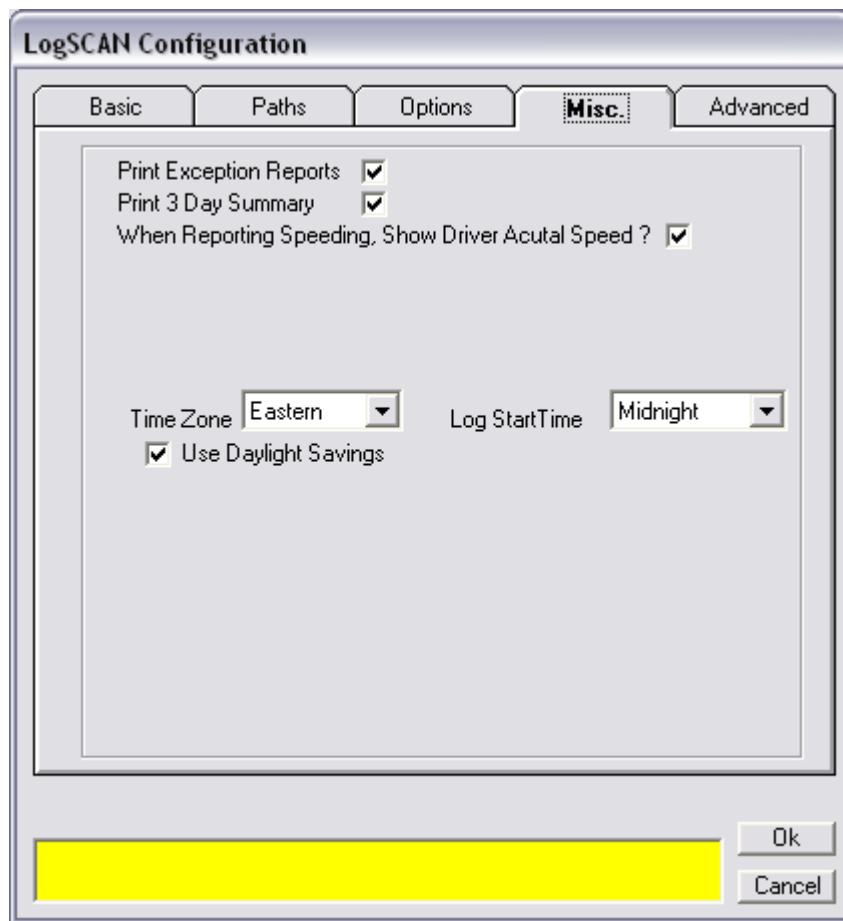 LogSCAN Configuration
Basic Paths Options Misc. Advanced
Print Exception Reports
Print 3 Day Summary
When Reporting Speeding, Show Driver Acutal Speed ?
Time Zone Eastern Log StartTime Midnight
Use Daylight Savings
Ok
Cancel